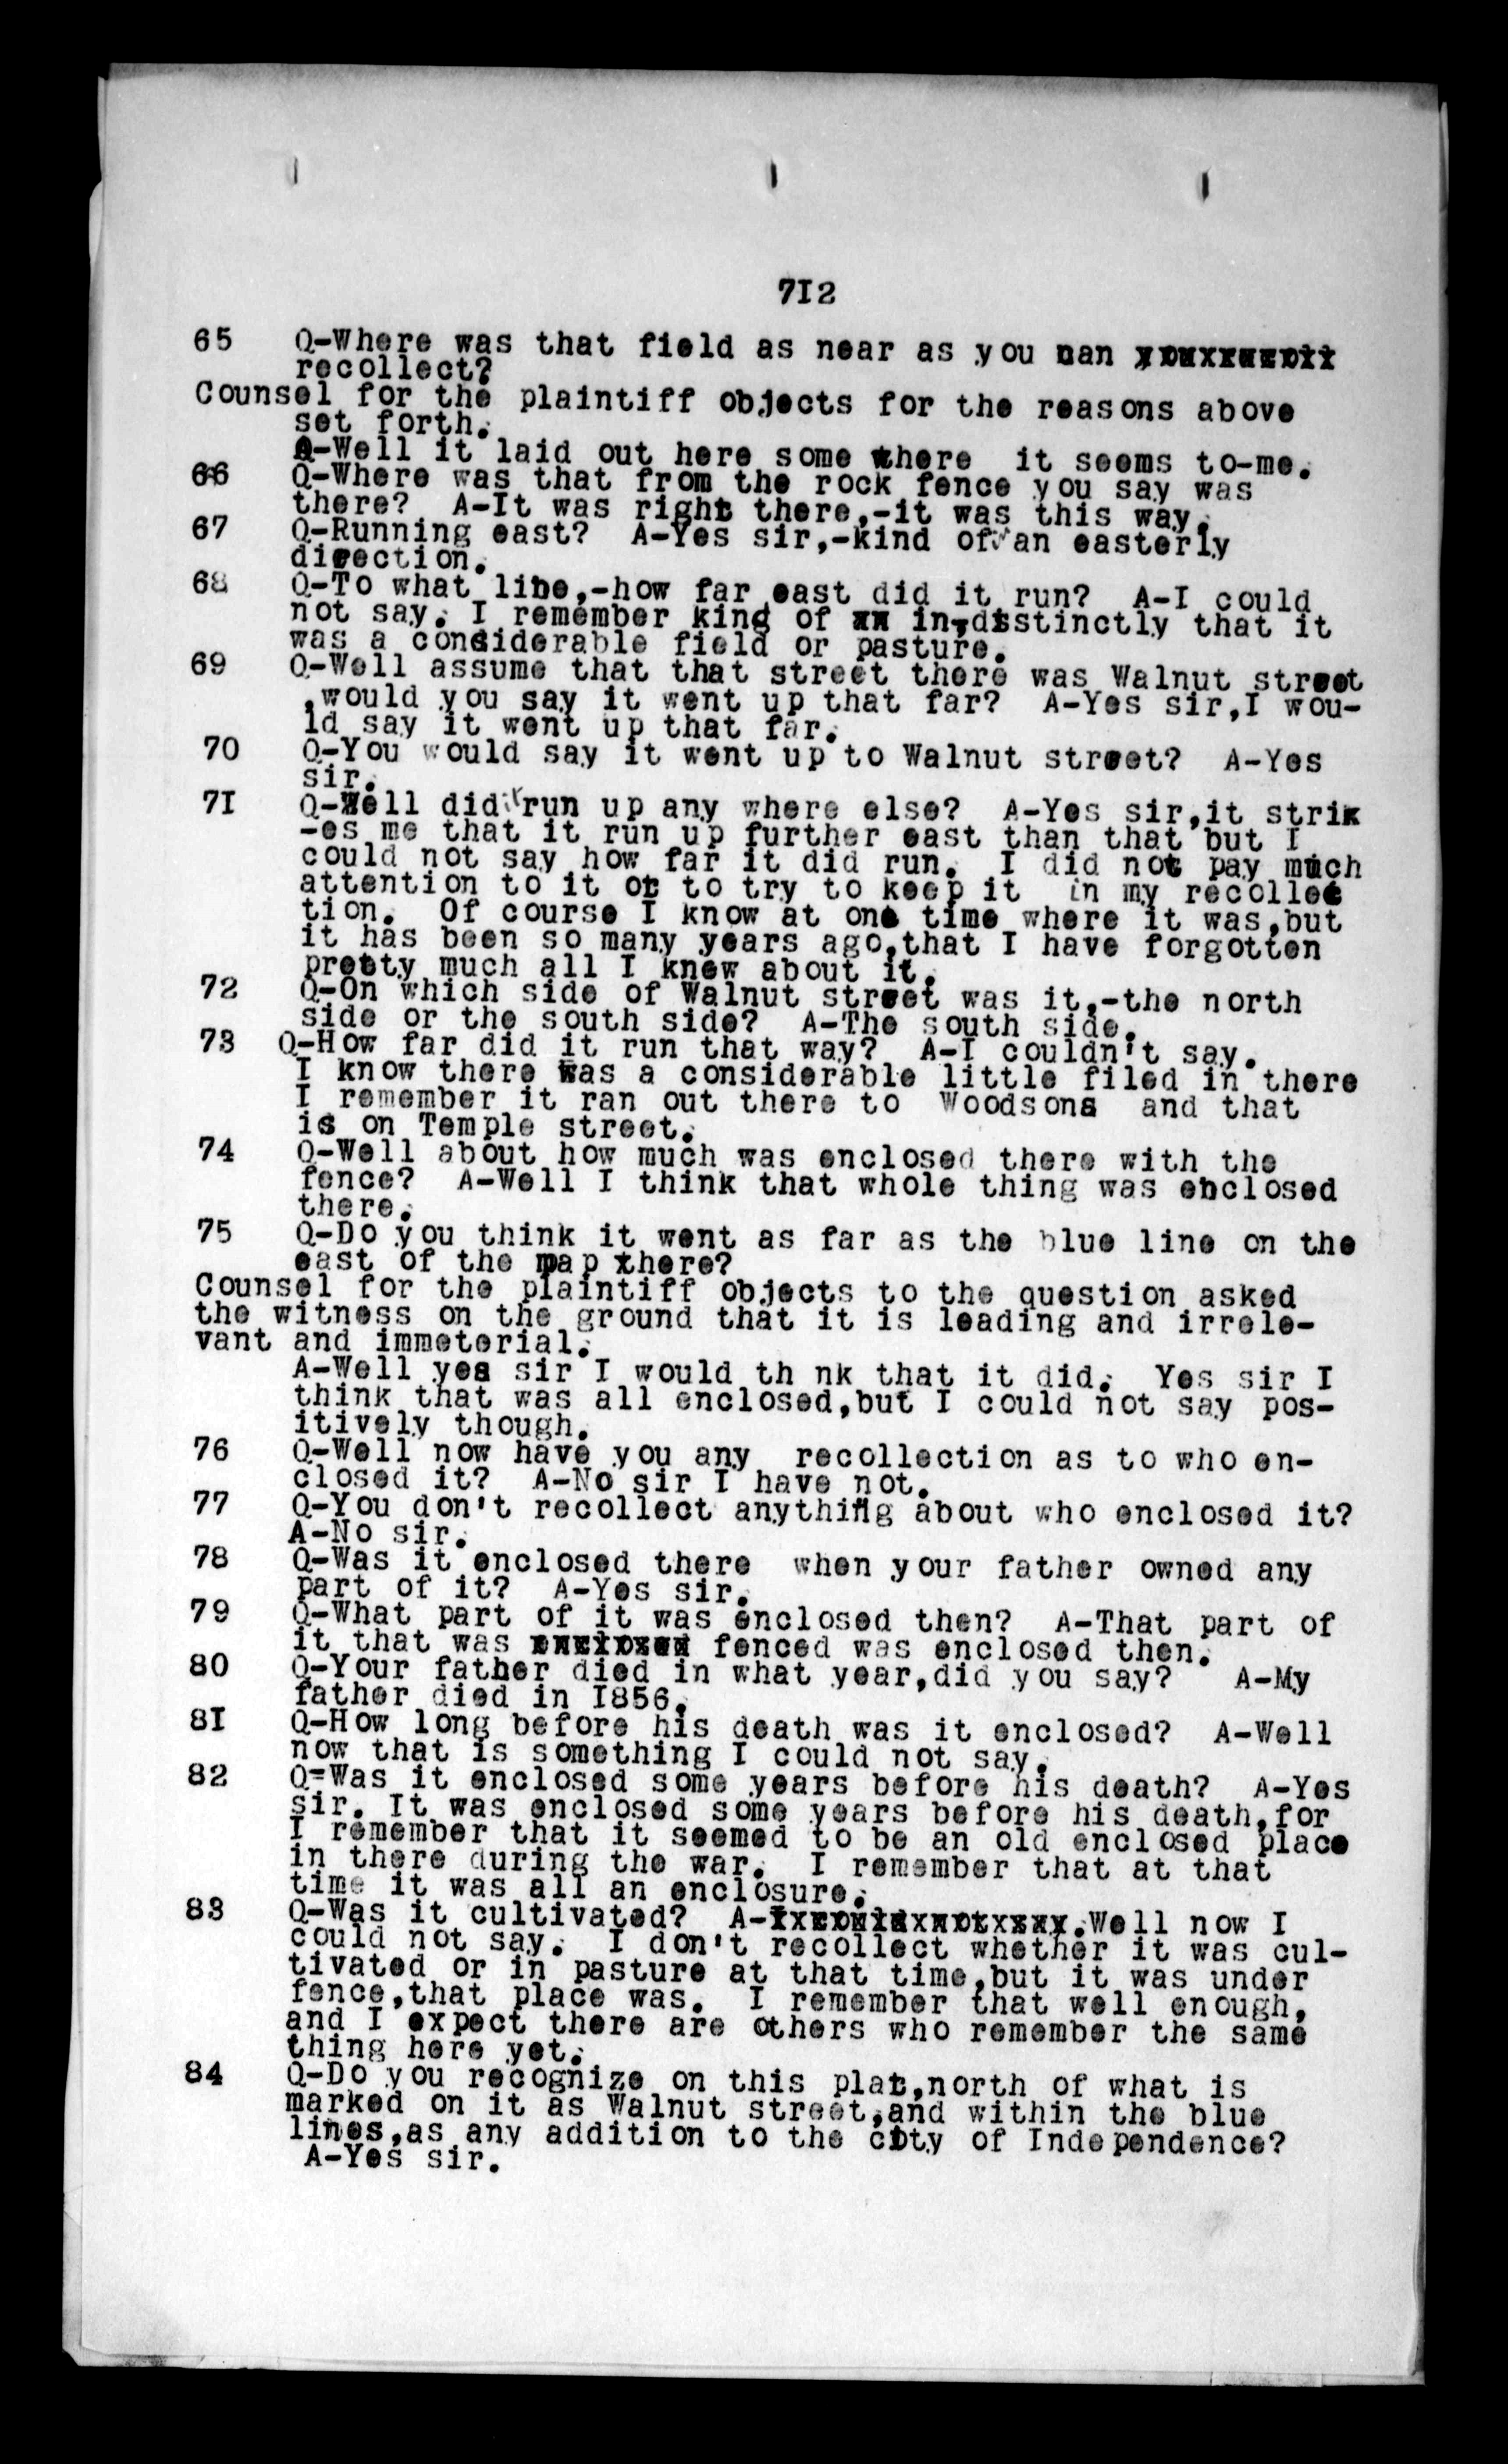 7I2
65 Q-Where was that field as near as you can
recollect?
Counsel for the plaintiff objects for the reasons above
set forth.
A-Well it laid out here some where it seems to-me.
66 Q-Where was that from the rock fence you say was
there? A-It was right there,-it was this way.
67 Q-Running east? A-Yes sir,-kind of an easterly
direction.
68 Q-To what line,-how far east did it run? A-I could
not say. I remember king of in-distinctly that it
was a considerable field or pasture.
69 Q-Well assume that that street there was Walnut street
,would you say it went up that far? A-Yes sir,I wou-
ld say it went up that far.
70 Q-You would say it went up to Walnut street? A-Yes
sir.
7I Q-Well did it run up any where else? A-Yes sir,it strik
-es me that it run up further east than that but I
could not say how far it did run. I did not pay much
attention to it or to try to keep it in my recollec
tion. Of course I know at one time where it was,but
it has been so many years ago,that I have forgotten
pretty much all I knew about it.
72 Q-On which side of Walnut street was it,-the north
side or the south side? A-The south side.
73 Q-How far did it run that way? A-I couldn't say.
I know there was a considerable little filed in there
I remember it ran out there to Woodsons and that
is on Temple street.
74 Q-Well about how much was enclosed there with the
fence? A-Well I think that whole thing was enclosed
there.
75 Q-Do you think it went as far as the blue line on the
east of the map there?
Counsel for the plaintiff objects to the question asked
the witness on the ground that it is leading and irrele-
vant and immeterial.
A-Well yes sir I would th nk that it did. Yes sir I
think that was all enclosed,but I could not say pos-
itively though.
76 Q-Well now have you any recollection as to who en-
closed it? A-No sir I have not.
77 Q-You don't recollect anything about who enclosed it?
A-No sir.
78 Q-Was it enclosed there when your father owned any
part of it? A-Yes sir.
79 Q-What part of it was enclosed then? A-That part of
it that was fenced was enclosed then.
80 Q-Your father died in what year,did you say? A-My
father died in I856.
8I Q-How long before his death was it enclosed? A-Well
now that is something I could not say.
82 Q=Was it enclosed some years before his death? A-Yes
sir. It was enclosed some years before his death,for
I remember that it seemed to be an old enclosed place
in there during the war. I remember that at that
time it was all an enclosure.
83 Q-Was it cultivated? A- .Well now I
could not say. I don't recollect whether it was cul-
tivated or in pasture at that time,but it was under
fence,that place was. I remember that well enough,
and I expect there are others who remember the same
thing here yet.
84 Q-Do you recognize on this plat,north of what is
marked on it as Walnut street,and within the blue
lines,as any addition to the city of Independence?
A-Yes sir.